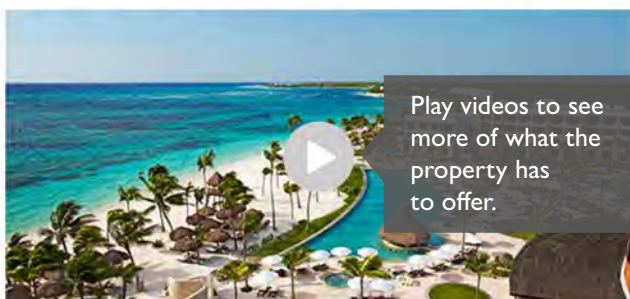 Play videos to see
more of what the
property has
to offer.